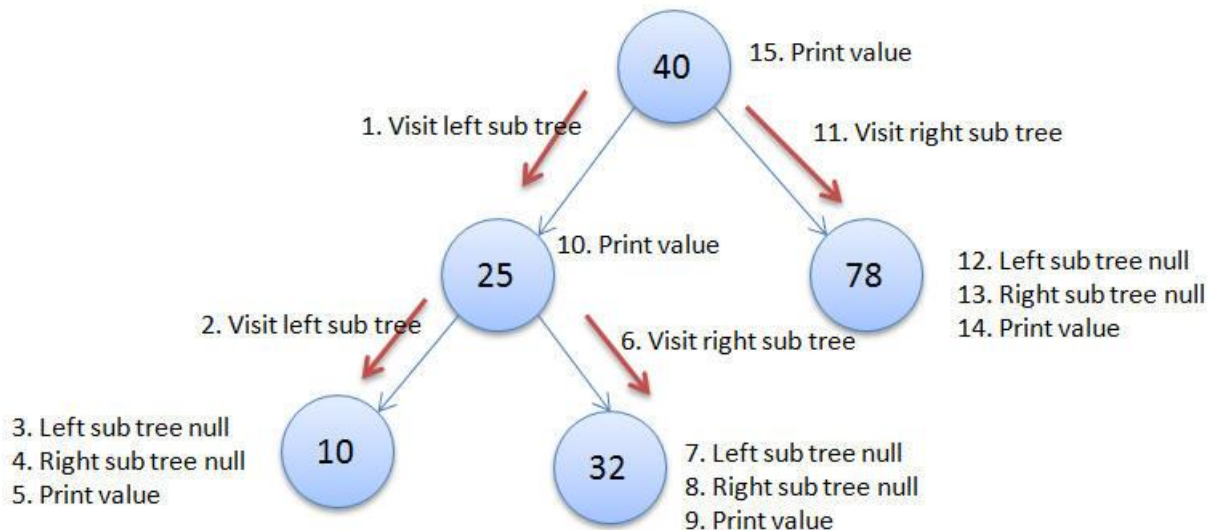 40
15. Print value
1. Visit left sub tree
11. Visit right sub tree
25
10. Print value
78
12. Left sub tree null
13. Right sub tree null
14. Print value
2. Visit left sub tree
6. Visit right sub tree
10
3. Left sub tree null
4. Right sub tree null
5. Print value
32
7. Left sub tree null
8. Right sub tree null
9. Print value